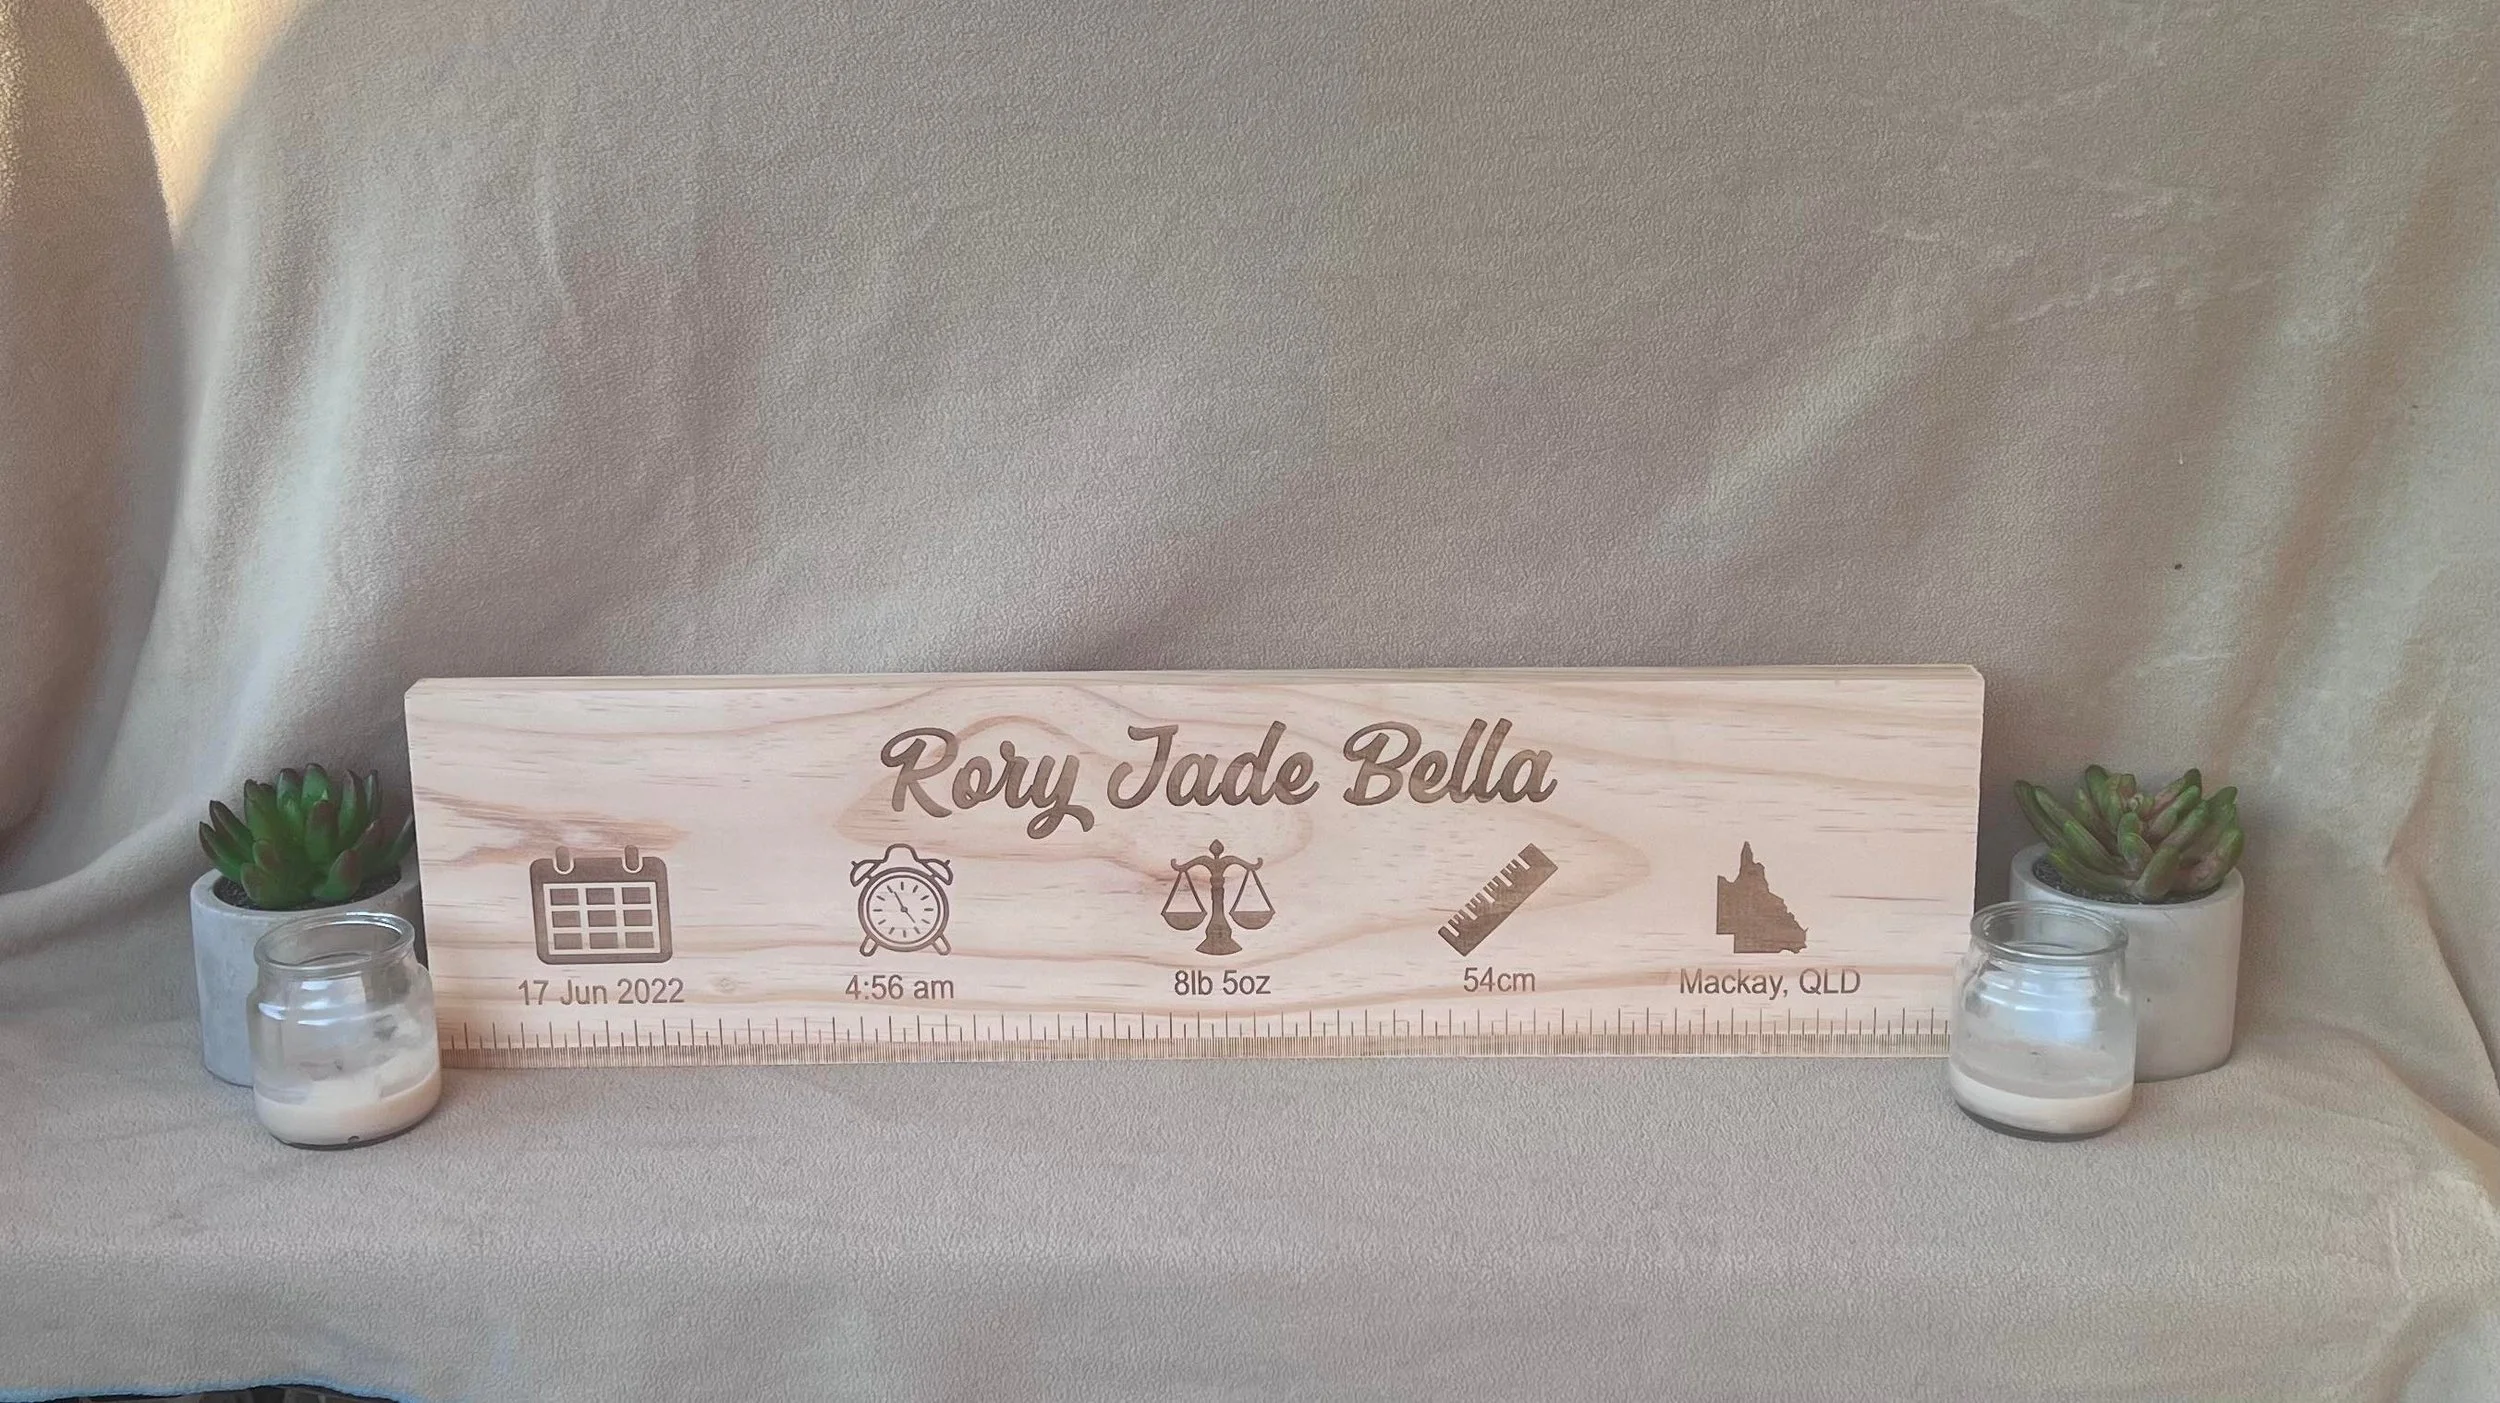 Rory Jade Bella
17 Jun 2022
4:56 am
8lb 5oz
54cm
Mackay, QLD